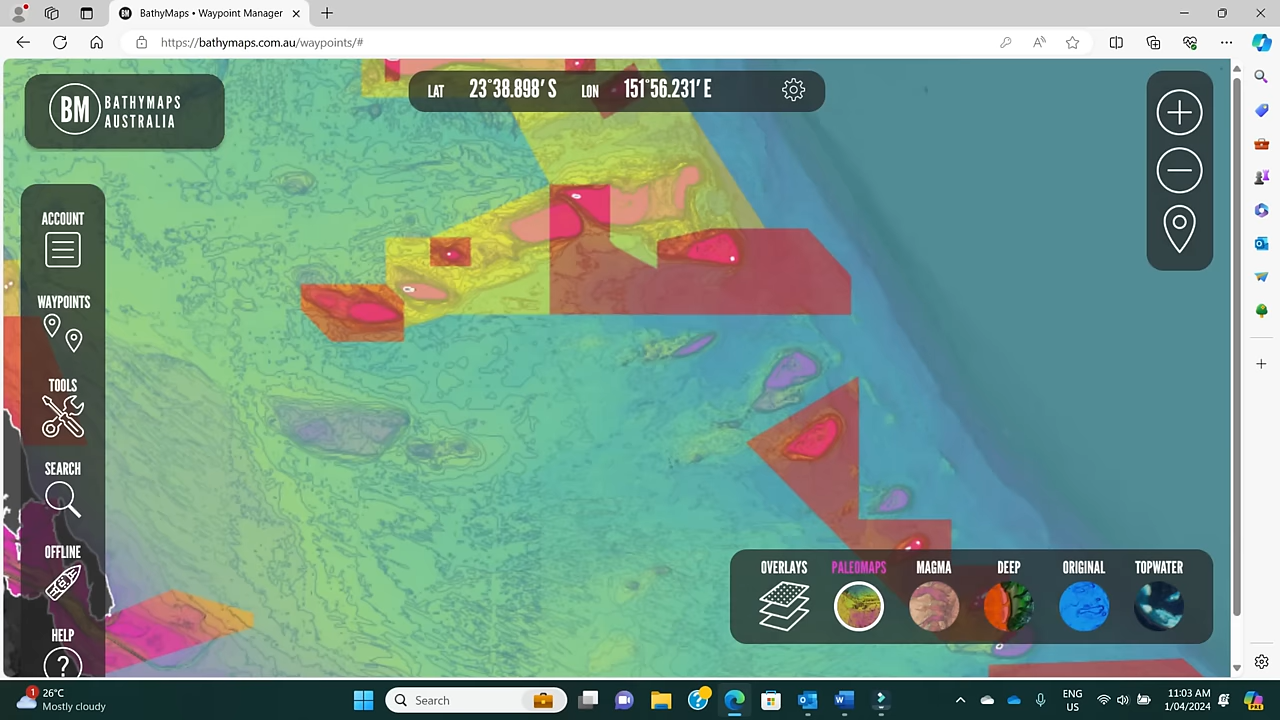 BathyMaps • Waypoint Manager
https://bathymaps.com.au/waypoints/#
BM BATHYMAPS AUSTRALIA
LAT 23°38.898' S LON 151°56.231' E
ACCOUNT
WAYPOINTS
TOOLS
SEARCH
OFFLINE
HELP
?
OVERLAYS PALEOMAPS MAGMA DEEP ORIGINAL TOPWATER
1 26°C
Mostly cloudy
Search
ENG
US
11:03 AM
1/04/2024